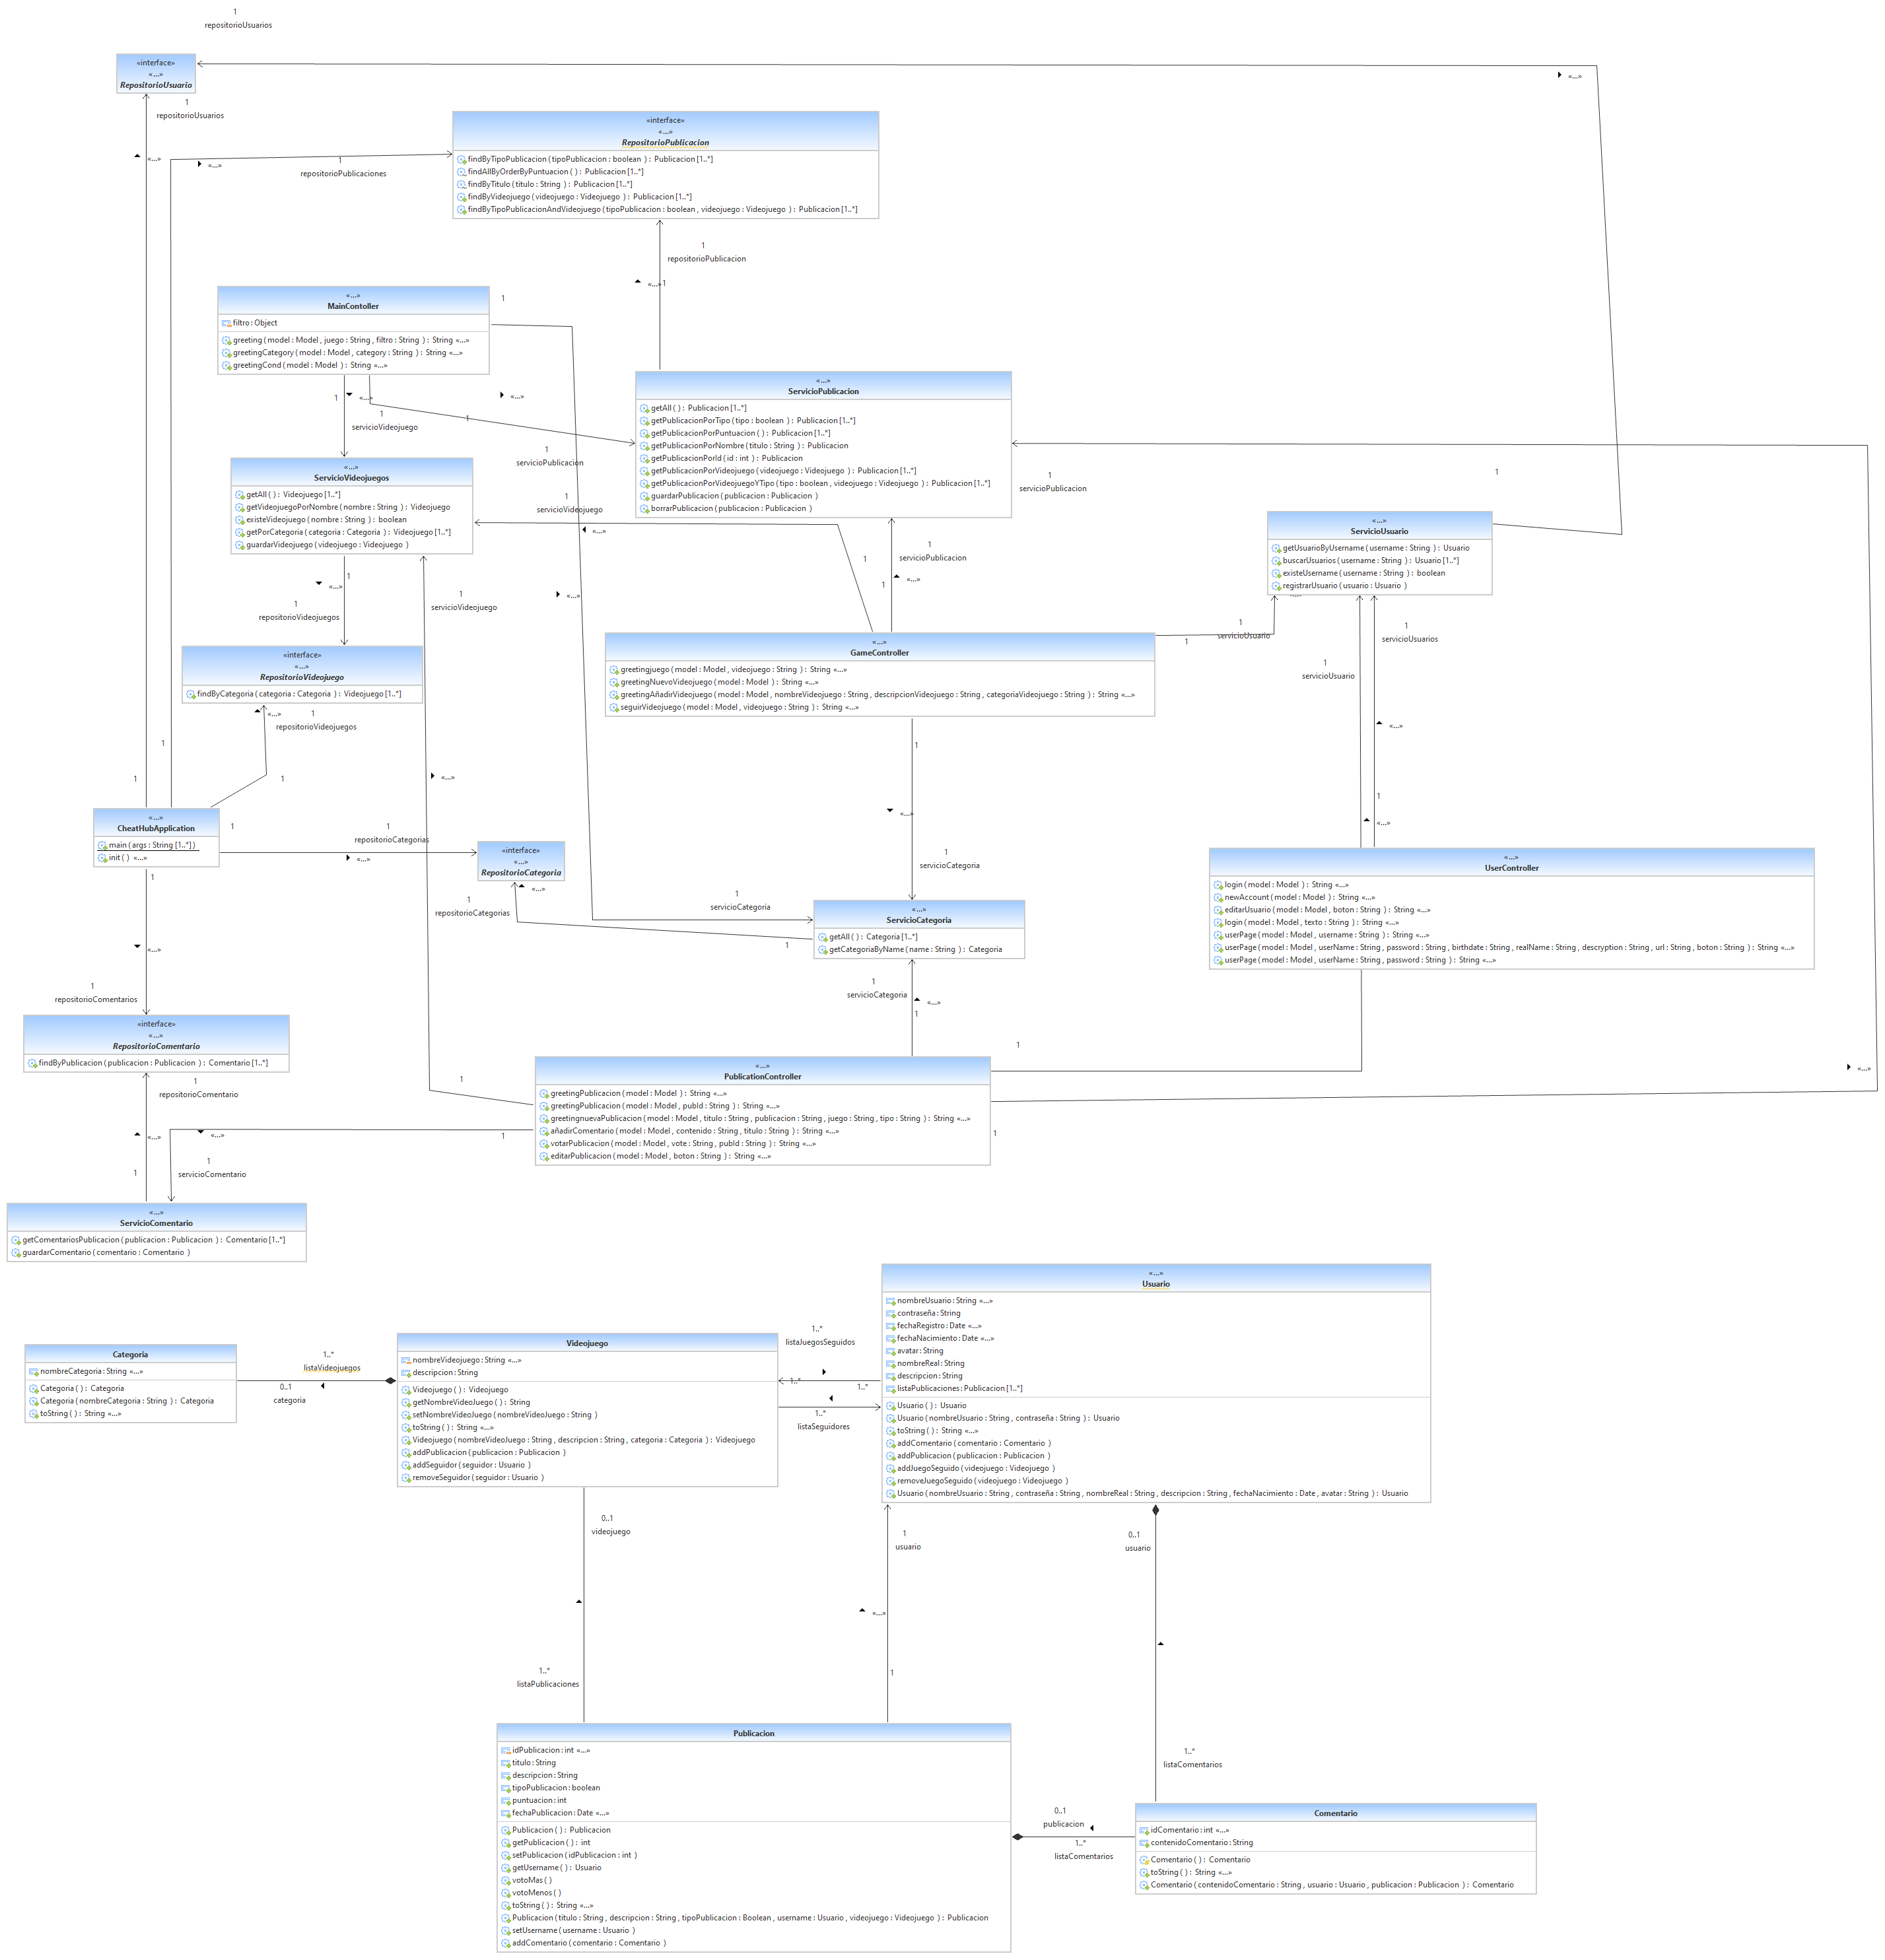 1
repositorioUsuarios
«interface»
«...»
RepositorioUsuario
«...»
1
repositorioUsuarios
«...»
«...»
1
repositorioPublicaciones
«interface»
«...»
RepositorioPublicacion
findByTipoPublicacion ( tipoPublicacion : boolean ) : Publicacion [1..*]
findAllByOrderByPuntuacion ( ) : Publicacion [1..*]
findByTitulo ( titulo : String ) : Publicacion [1..*]
findByVideojuego ( videojuego : Videojuego ) : Publicacion [1..*]
findByTipoPublicacionAndVideojuego ( tipoPublicacion : boolean , videojuego : Videojuego ) : Publicacion [1..*]
1
repositorioPublicacion
«...»
1
«...»
MainContoller
filtro : Object
greeting ( model : Model , juego : String , filtro : String ) : String «...»
greetingCategory ( model : Model , category : String ) : String «...»
greetingCond ( model : Model ) : String «...»
1
1
«...»
1
servicioVideojuego
1
«...»
1
servicioPublicacion
«...»
ServicioPublicacion
getAll ( ) : Publicacion [1..*]
getPublicacionPorTipo ( tipo : boolean ) : Publicacion [1..*]
getPublicacionPorPuntuacion ( ) : Publicacion [1..*]
getPublicacionPorNombre ( titulo : String ) : Publicacion
getPublicacionPorId ( id : int ) : Publicacion
getPublicacionPorVideojuego ( videojuego : Videojuego ) : Publicacion [1..*]
getPublicacionPorVideojuegoYTipo ( tipo : boolean , videojuego : Videojuego ) : Publicacion [1..*]
guardarPublicacion ( publicacion : Publicacion )
borrarPublicacion ( publicacion : Publicacion )
«...»
ServicioVideojuegos
getAll ( ) : Videojuego [1..*]
getVideojuegoPorNombre ( nombre : String ) : Videojuego
existeVideojuego ( nombre : String ) : boolean
getPorCategoria ( categoria : Categoria ) : Videojuego [1..*]
guardarVideojuego ( videojuego : Videojuego )
1
servicioVideojuego
«...»
1
1
servicioPublicacion
1
«...»
1
servicioPublicacion
1
«...»
ServicioUsuario
getUsuarioByUsername ( username : String ) : Usuario
buscarUsuarios ( username : String ) : Usuario [1..*]
existeUsername ( username : String ) : boolean
registrarUsuario ( usuario : Usuario )
1
«...»
1
repositorioVideojuegos
1
servicioVideojuego
«...»
«...»
1
servicioUsuario
1
1
servicioUsuarios
1
servicioUsuario
«interface»
«...»
RepositorioVideojuego
findByCategoria ( categoria : Categoria ) : Videojuego [1..*]
«...»
1
repositorioVideojuegos
1
1
1
«...»
«...»
GameController
greetingjuego ( model : Model , videojuego : String ) : String «...»
greetingNuevoVideojuego ( model : Model ) : String «...»
greetingAñadirVideojuego ( model : Model , nombreVideojuego : String , descripcionVideojuego : String , categoriaVideojuego : String ) : String «...»
seguirVideojuego ( model : Model , videojuego : String ) : String «...»
1
«...»
1
servicioCategoria
«...»
1
«...»
«...»
CheatHubApplication
main ( args : String [1..*] )
init ( ) «...»
1
1
repositorioCategorias
«...»
1
«interface»
«...»
RepositorioCategoria
«...»
1
repositorioCategorias
1
servicioCategoria
1
«...»
ServicioCategoria
getAll ( ) : Categoria [1..*]
getCategoriaByName ( name : String ) : Categoria
«...»
UserController
login ( model : Model ) : String «...»
newAccount ( model : Model ) : String «...»
editarUsuario ( model : Model , boton : String ) : String «...»
login ( model : Model , texto : String ) : String «...»
userPage ( model : Model , username : String ) : String «...»
userPage ( model : Model , userName : String , password : String , birthdate : String , realName : String , descryption : String , url : String , boton : String ) : String «...»
userPage ( model : Model , userName : String , password : String ) : String «...»
«...»
1
repositorioComentarios
1
servicioCategoria
«...»
1
1
«...»
«interface»
«...»
RepositorioComentario
findByPublicacion ( publicacion : Publicacion ) : Comentario [1..*]
1
repositorioComentario
«...»
1
«...»
1
servicioComentario
1
1
1
«...»
PublicationController
greetingPublicacion ( model : Model ) : String «...»
greetingPublicacion ( model : Model , pubId : String ) : String «...»
greetingnuevaPublicacion ( model : Model , titulo : String , publicacion : String , juego : String , tipo : String ) : String «...»
añadirComentario ( model : Model , contenido : String , titulo : String ) : String «...»
votarPublicacion ( model : Model , vote : String , pubId : String ) : String «...»
editarPublicacion ( model : Model , boton : String ) : String «...»
«...»
ServicioComentario
getComentariosPublicacion ( publicacion : Publicacion ) : Comentario [1..*]
guardarComentario ( comentario : Comentario )
Categoria
nombreCategoria : String «...»
Categoria ( ) : Categoria
Categoria ( nombreCategoria : String ) : Categoria
toString ( ) : String «...»
1..*
listaVideojuegos
0..1
categoria
Videojuego
nombreVideojuego : String «...»
descripcion : String
Videojuego ( ) : Videojuego
getNombreVideoJuego ( ) : String
setNombreVideoJuego ( nombreVideoJuego : String )
toString ( ) : String «...»
Videojuego ( nombreVideoJuego : String , descripcion : String , categoria : Categoria ) : Videojuego
addPublicacion ( publicacion : Publicacion )
addSeguidor ( seguidor : Usuario )
removeSeguidor ( seguidor : Usuario )
1..*
listaJuegosSeguidos
1..*
1..*
1..*
listaSeguidores
«...»
Usuario
nombreUsuario : String «...»
contraseña : String
fechaRegistro : Date «...»
fechaNacimiento : Date «...»
avatar : String
nombreReal : String
descripcion : String
listaPublicaciones : Publicacion [1..*]
Usuario ( ) : Usuario
Usuario ( nombreUsuario : String , contraseña : String ) : Usuario
toString ( ) : String «...»
addComentario ( comentario : Comentario )
addPublicacion ( publicacion : Publicacion )
addJuegoSeguido ( videojuego : Videojuego )
removeJuegoSeguido ( videojuego : Videojuego )
Usuario ( nombreUsuario : String , contraseña : String , nombreReal : String , descripcion : String , fechaNacimiento : Date , avatar : String ) : Usuario
0..1
videojuego
1
usuario
0..1
usuario
«...»
1..*
listaPublicaciones
1
1..*
listaComentarios
Publicacion
idPublicacion : int «...»
titulo : String
descripcion : String
tipoPublicacion : boolean
puntuacion : int
fechaPublicacion : Date «...»
Publicacion ( ) : Publicacion
getPublicacion ( ) : int
setPublicacion ( idPublicacion : int )
getUsername ( ) : Usuario
votoMas ( )
votoMenos ( )
toString ( ) : String «...»
Publicacion ( titulo : String , descripcion : String , tipoPublicacion : Boolean , username : Usuario , videojuego : Videojuego ) : Publicacion
setUsername ( username : Usuario )
addComentario ( comentario : Comentario )
0..1
publicacion
1..*
listaComentarios
Comentario
idComentario : int «...»
contenidoComentario : String
Comentario ( ) : Comentario
toString ( ) : String «...»
Comentario ( contenidoComentario : String , usuario : Usuario , publicacion : Publicacion ) : Comentario